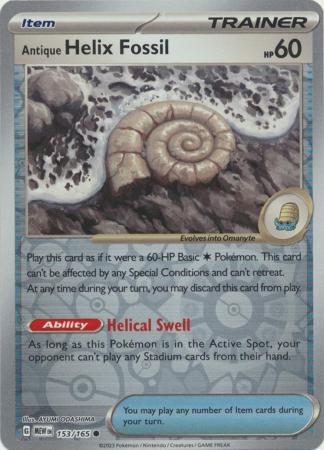 Item
TRAINER
Antique Helix Fossil
HP 60
Evolves into Omanyte
Play this card as if it were a 60-HP Basic Pokémon. This card
can't be affected by any Special Conditions and can't retreat.
At any time during your turn, you may discard this card from play.
Ability Helical Swell
As long as this Pokémon is in the Active Spot, your
opponent can't play any Stadium cards from their hand.
Illus. AYUMI ODASHIMA
G MEW EN 153/165
You may play any number of
Item cards during your turn.
©2023 Pokémon / Nintendo / Creatures / GAME FREAK